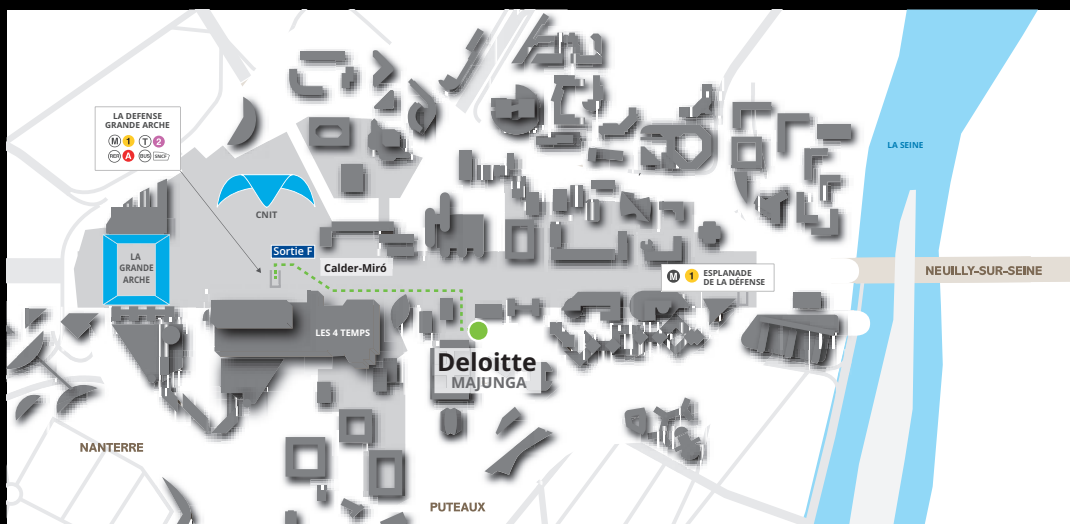 LA DEFENSE
GRANDE ARCHE
M 1 T 2
RER A BUS SNCF
LA SEINE
CNIT
Sortie F
Calder-Miró
LA
GRANDE
ARCHE
M 1 ESPLANADE
DE LA DÉFENSE
NEUILLY-SUR-SEINE
LES 4 TEMPS
Deloitte
MAJUNGA
NANTERRE
PUTEAUX